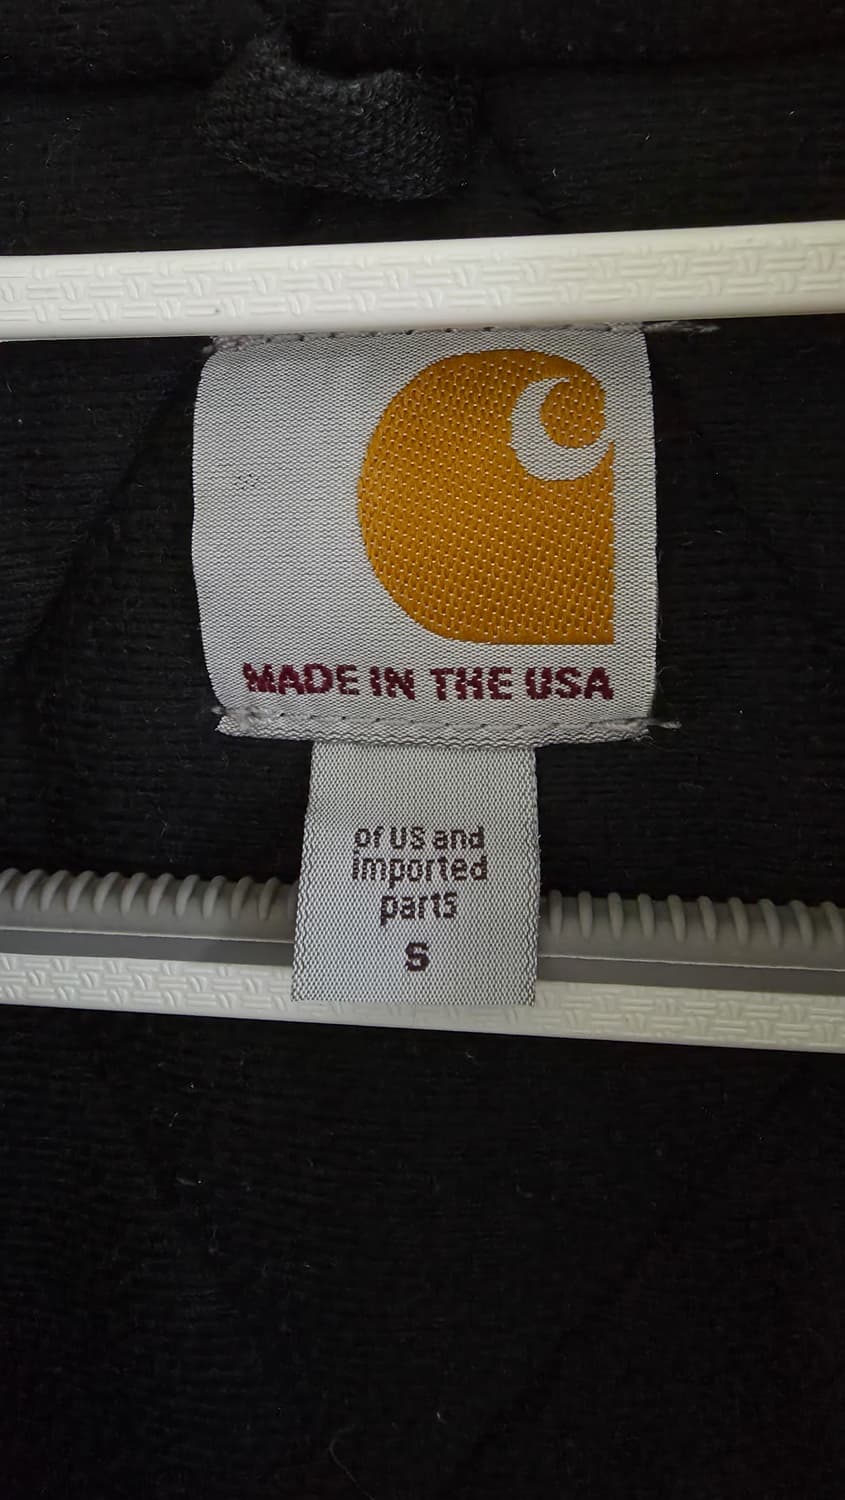 MADE IN THE USA
of US and
imported
parts
S